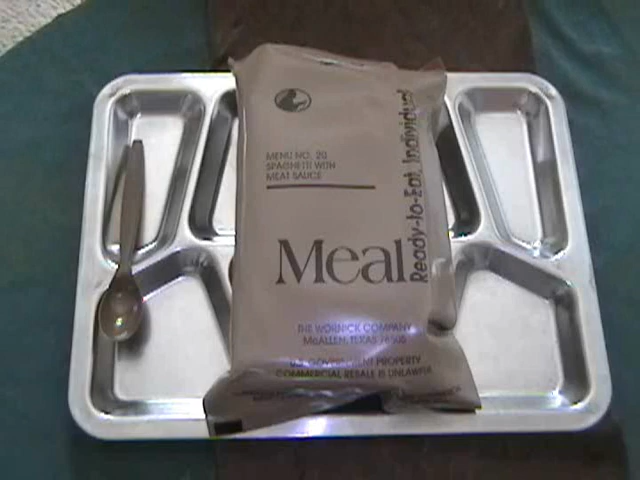 MENU NO. 20
SPAGHETTI WITH
MEAT SAUCE
Meal
Ready-to-Eat, Individual
THE WORNICK COMPANY
McALLEN, TEXAS
U.S. GOVERNMENT PROPERTY
COMMERCIAL RESALE IS UNLAWFUL